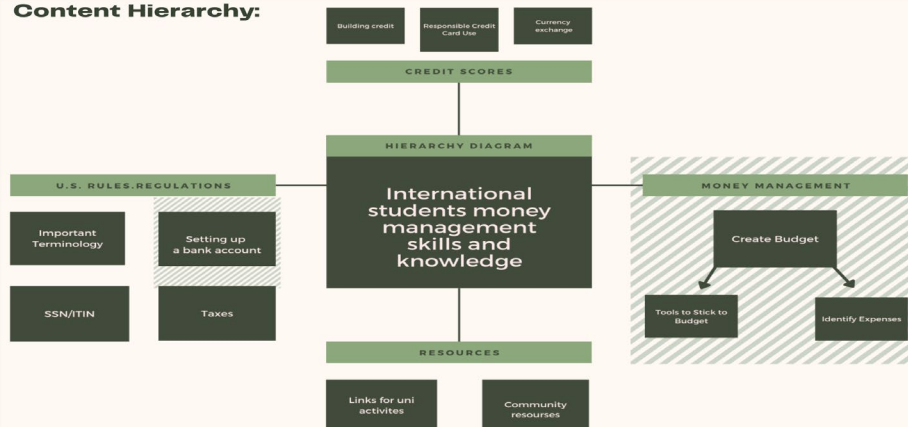 Content Hierarchy:
Building credit
Responsible Credit
Card Use
Currency
exchange
CREDIT SCORES
HIERARCHY DIAGRAM
International
students money
management
skills and
knowledge
U.S. RULES.REGULATIONS
Important
Terminology
Setting up
a bank account
SSN/ITIN
Taxes
MONEY MANAGEMENT
Create Budget
Tools to Stick to
Budget
Identify Expenses
RESOURCES
Links for uni
activites
Community
resourses